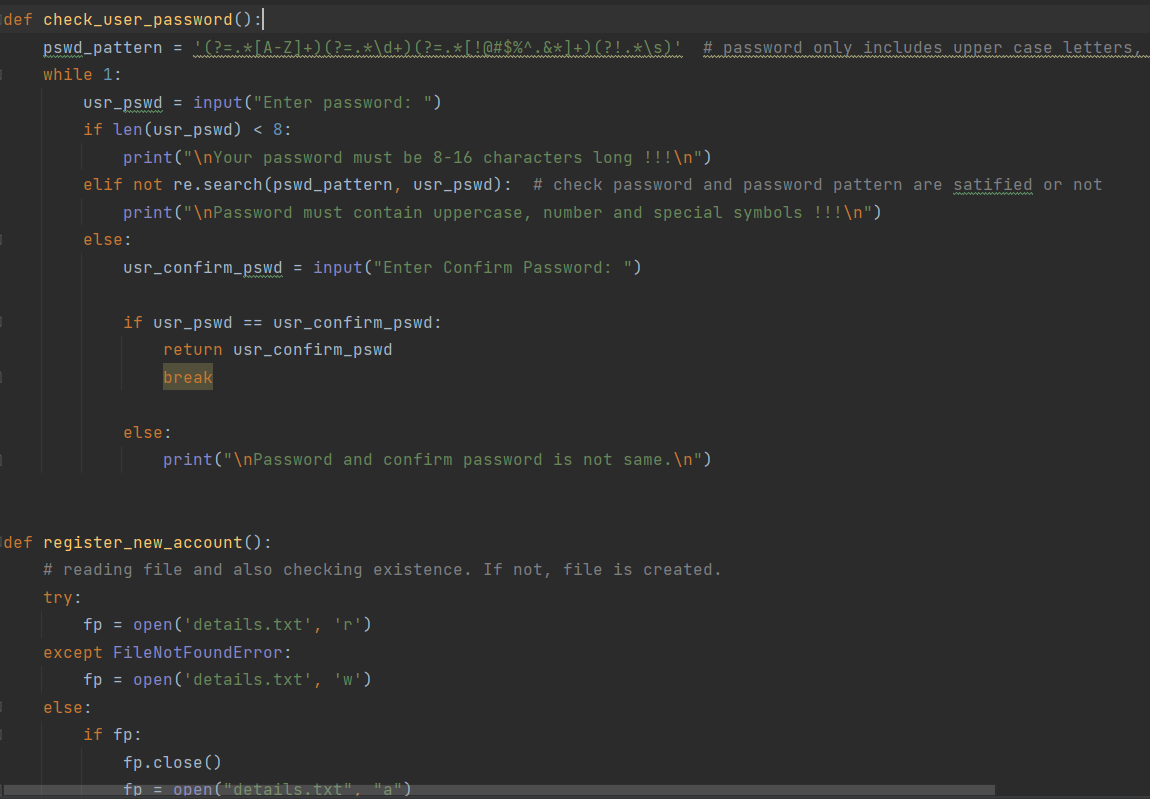 def check_user_password():
    pswd_pattern = '(?=.*[A-Z]+)(?=.*\d+)(?=.*[!@#$%^.&*]+)(?!.*\s)'  # password only includes upper case letters,
    while 1:
        usr_pswd = input("Enter password: ")
        if len(usr_pswd) < 8:
            print("\nYour password must be 8-16 characters long !!!\n")
        elif not re.search(pswd_pattern, usr_pswd):  # check password and password pattern are satified or not
            print("\nPassword must contain uppercase, number and special symbols !!!\n")
        else:
            usr_confirm_pswd = input("Enter Confirm Password: ")
            if usr_pswd == usr_confirm_pswd:
                return usr_confirm_pswd
                break
            else:
                print("\nPassword and confirm password is not same.\n")
def register_new_account():
    # reading file and also checking existence. If not, file is created.
    try:
        fp = open('details.txt', 'r')
    except FileNotFoundError:
        fp = open('details.txt', 'w')
    else:
        if fp:
            fp.close()
            fp = open("details.txt", "a")